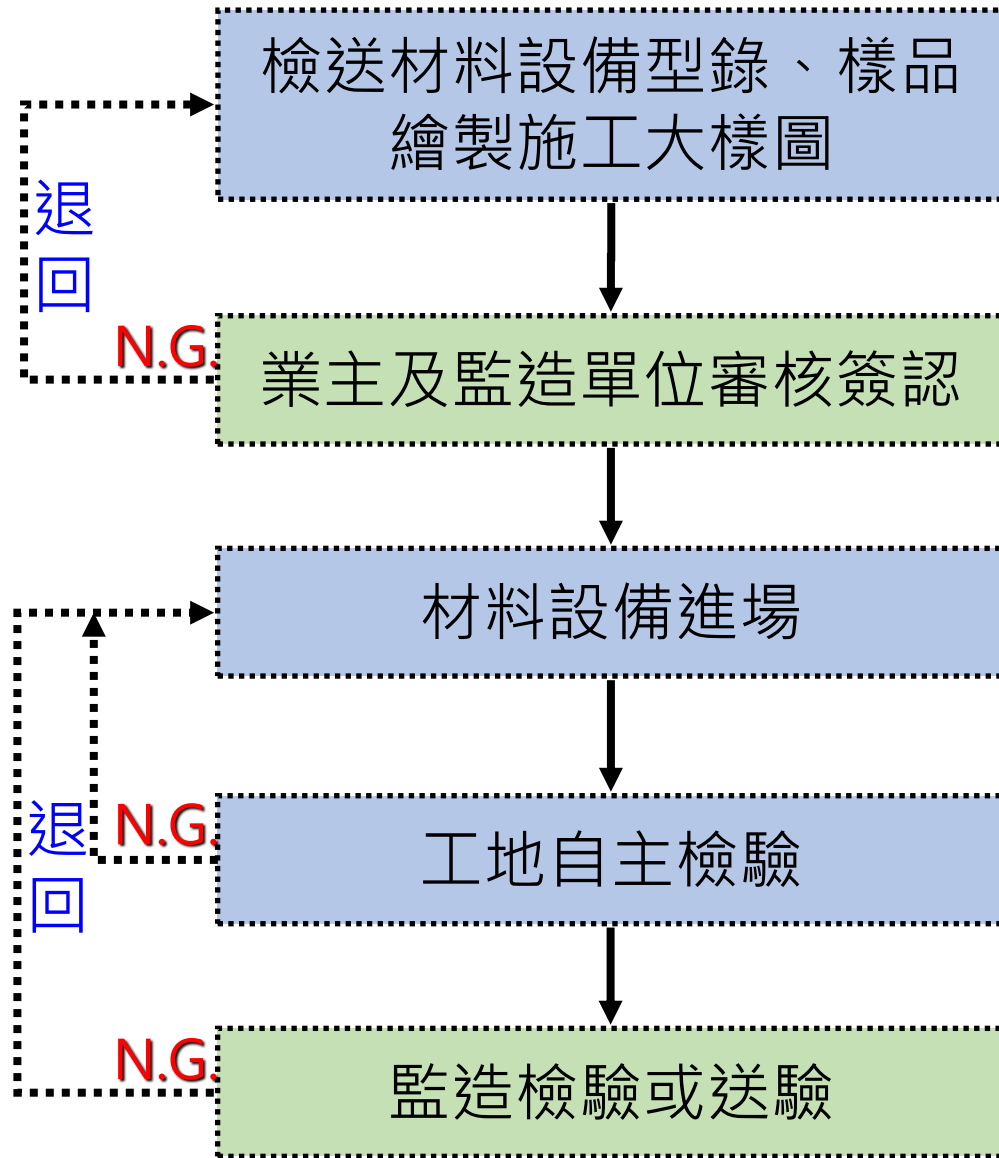 檢送材料設備型錄、樣品
繪製施工大樣圖
退
回
N.G.
業主及監造單位審核簽認
材料設備進場
退
回
N.G.
工地自主檢驗
N.G.
監造檢驗或送驗